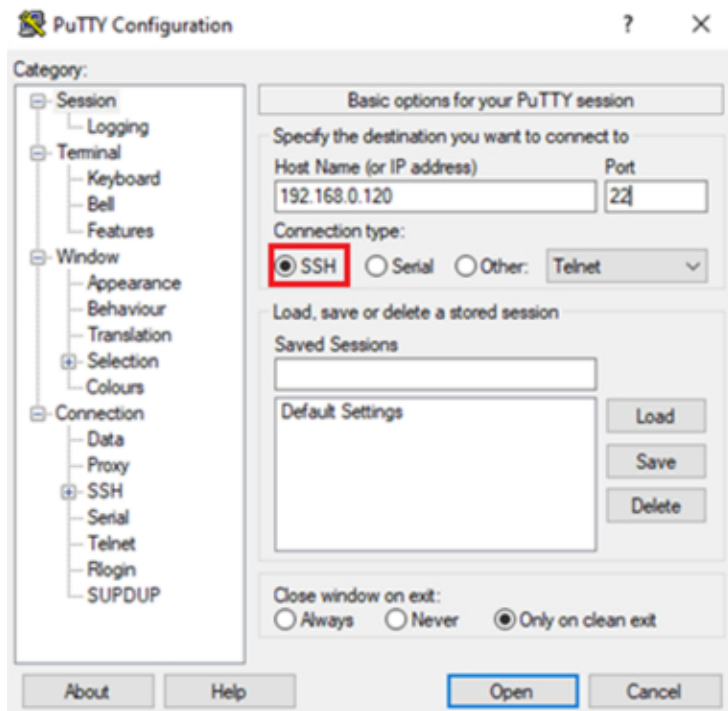 PuTTY Configuration
?
Category:
Session
Logging
Terminal
Keyboard
Bell
Features
Window
Appearance
Behaviour
Translation
Selection
Colours
Connection
Data
Proxy
SSH
Serial
Telnet
Rlogin
SUPDUP
Basic options for your PuTTY session
Specify the destination you want to connect to
Host Name (or IP address) Port
192.168.0.120 22
Connection type:
SSH Serial Other: Telnet
Load, save or delete a stored session
Saved Sessions
Default Settings
Load
Save
Delete
Close window on exit:
Always Never Only on clean exit
About Help Open Cancel